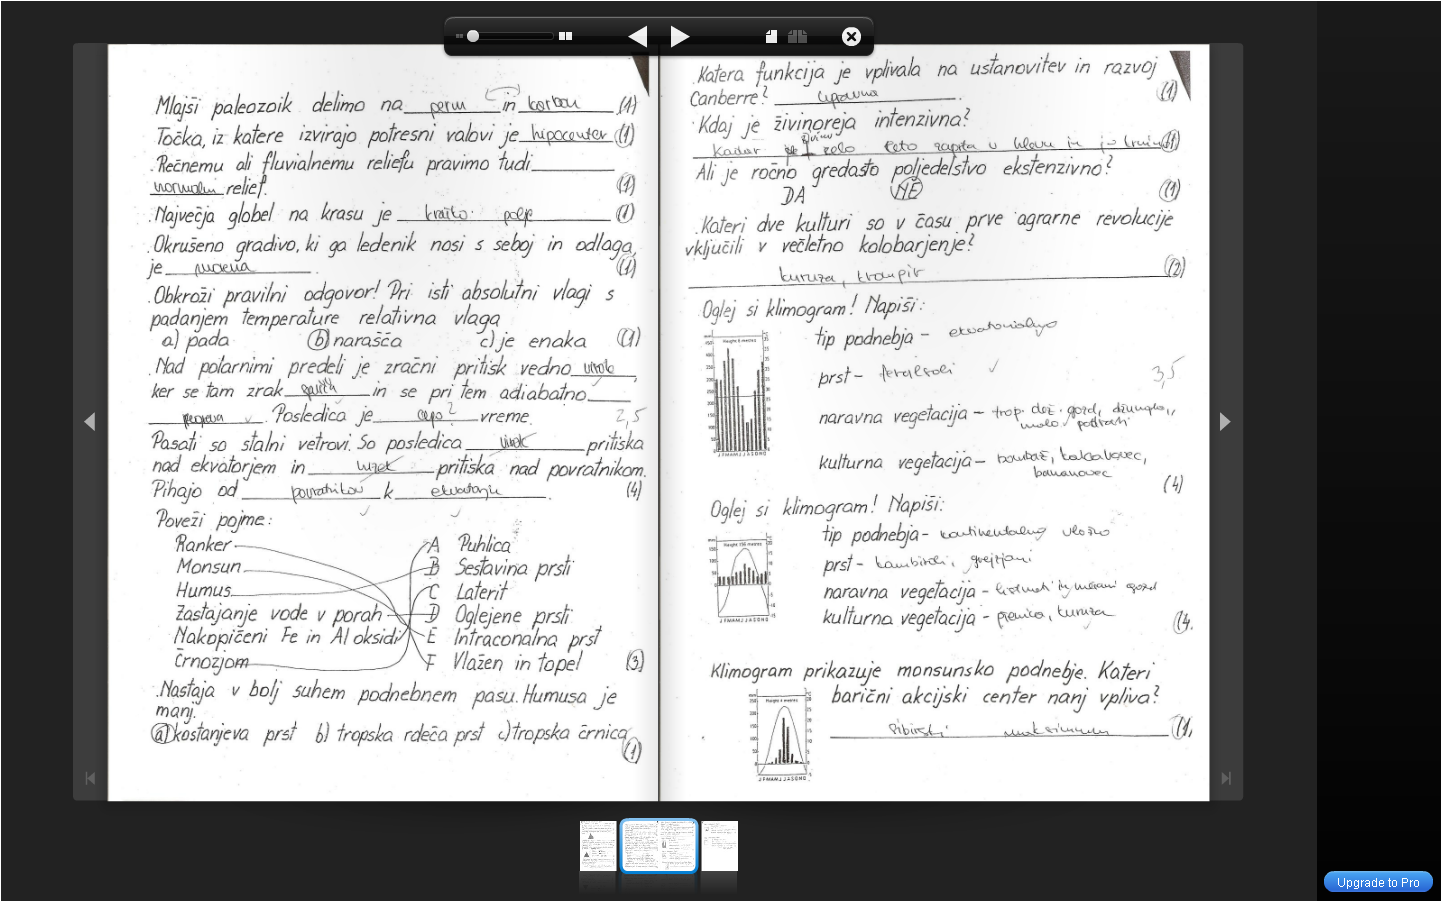 Mlajši paleozoik delimo na perm in karbon (1)
Točka, iz katere izvirajo potresni valovi je hipocenter (1)
Rečnemu ali fluvialnemu reliefu pravimo tudi
normalni relief. (1)
Največja globel na krasu je kraško polje (1)
Okrušeno gradivo, ki ga ledenik nosi s seboj in odlaga,
je morena. (1)
Obkroži pravilni odgovor! Pri isti absolutni vlagi s
padanjem temperature relativna vlaga
a) pada b) narašča c) je enaka (1)
Nad polarnimi predeli je zračni pritisk vedno visok,
ker se tam zrak in se pri tem adiabatno
. Posledica je lepo? vreme. 2,5
Pasati so stalni vetrovi. So posledica visok pritiska
nad ekvatorjem in nizek pritiska nad povratnikom.
Pihajo od povratnikov k ekvatorju. (4)
Poveži pojme:
Ranker A Puhlica
Monsun B Sestavina prsti
Humus C Laterit
Zastajanje vode v porah D Oglejene prsti
Nakopičeni Fe in Al oksidi E Intraconalna prst
Črnozjom F Vlažen in topel (3)
Nastaja v bolj suhem podnebnem pasu. Humusa je
manj.
a) kostanjeva prst b) tropska rdeča prst c) tropska črnica
(1)
Katera funkcija je vplivala na ustanovitev in razvoj
Canberre? upravna. (1)
Kdaj je živinoreja intenzivna?
Kadar je živina celo leto zaprta v hlevu in (1)
Ali je ročno gredasto poljedelstvo ekstenzivno?
DA NE (1)
Kateri dve kulturi so v času prve agrarne revolucije
vključili v večletno kolobarjenje?
kuruza, krompir (2)
Oglej si klimogram! Napiši:
Height 5 metres
tip podnebja - ekvatorialno
prst - feralsoli 3,5
naravna vegetacija - trop. dež. gozd, džungla,
malo podrasti
kulturna vegetacija - bombaž, kakavovec,
bananovec
(4)
Oglej si klimogram! Napiši:
Height 156 metres
tip podnebja - kontinentalno vlažno
prst - kambisoli,
naravna vegetacija - listnati in mešani gozd
kulturna vegetacija - pšenica, kuruza (4.
Klimogram prikazuje monsunsko podnebje. Kateri
barični akcijski center nanj vpliva?
sibirski maksimum (1,
J F M A M J J A S O N D
Upgrade to Pro